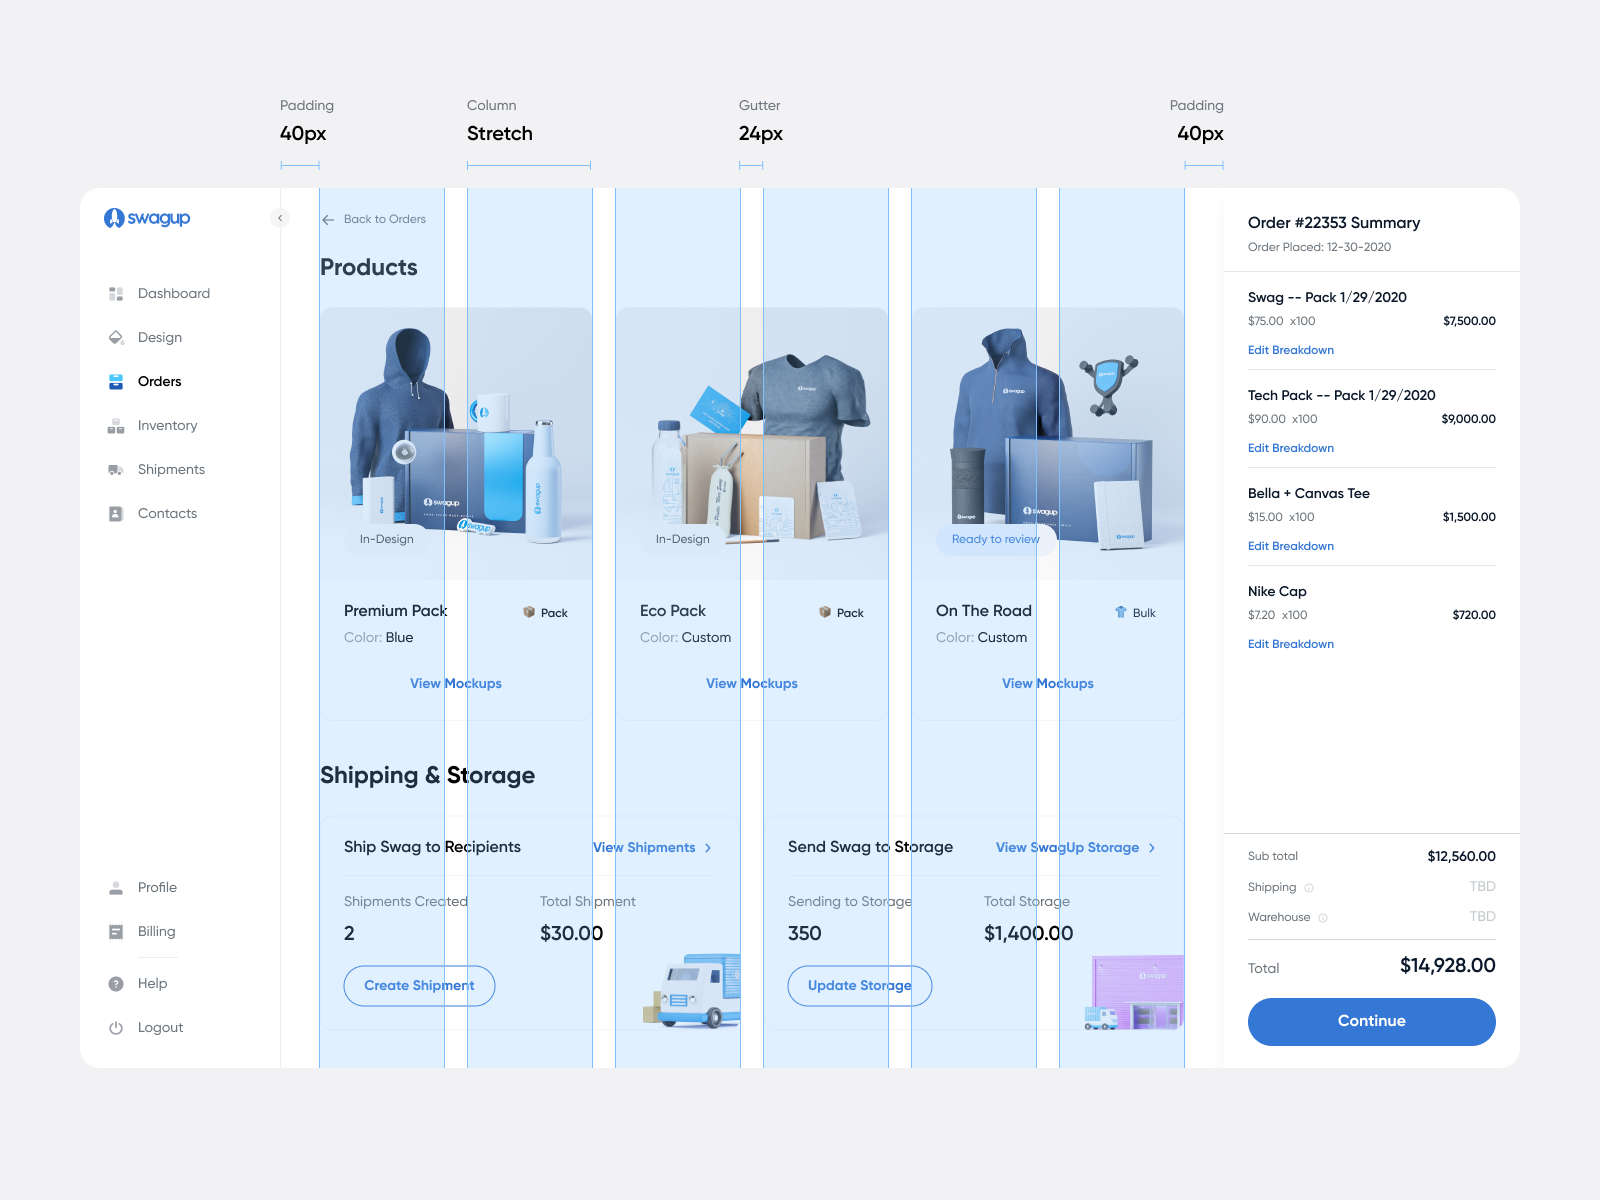 Padding
40px
Column
Stretch
Gutter
24px
Padding
40px
swagup
Dashboard
Design
Orders
Inventory
Shipments
Contacts
Profile
Billing
Help
Logout
Back to Orders
Products
swagup
swagup
swagup
In-Design
In-Design
Ready to review
Premium Pack
Pack
Color: Blue
View Mockups
Eco Pack
Pack
Color: Custom
View Mockups
On The Road
Bulk
Color: Custom
View Mockups
Shipping & Storage
Ship Swag to Recipients
View Shipments
Shipments Created
Total Shipment
2
$30.00
Create Shipment
Send Swag to Storage
View SwagUp Storage
Sending to Storage
Total Storage
350
$1,400.00
Update Storage
Order #22353 Summary
Order Placed: 12-30-2020
Swag -- Pack 1/29/2020
$75.00 x100 $7,500.00
Edit Breakdown
Tech Pack -- Pack 1/29/2020
$90.00 x100 $9,000.00
Edit Breakdown
Bella + Canvas Tee
$15.00 x100 $1,500.00
Edit Breakdown
Nike Cap
$7.20 x100 $720.00
Edit Breakdown
Sub total $12,560.00
Shipping TBD
Warehouse TBD
Total $14,928.00
Continue